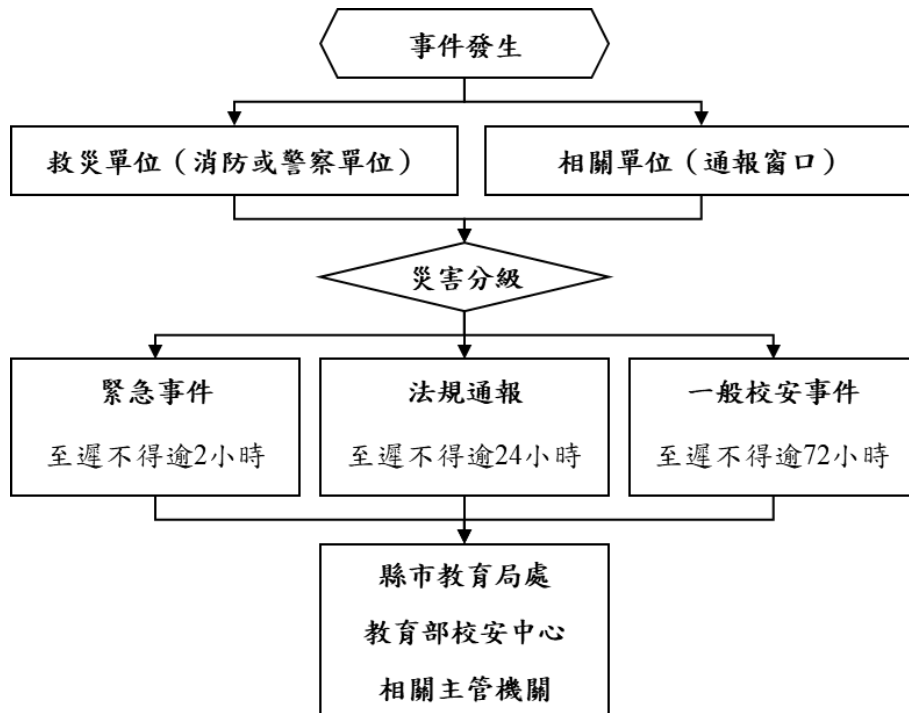 事件發生
救災單位（消防或警察單位）
相關單位（通報窗口）
災害分級
緊急事件
至遲不得逾2小時
法規通報
至遲不得逾24小時
一般校安事件
至遲不得逾72小時
縣市教育局處
教育部校安中心
相關主管機關